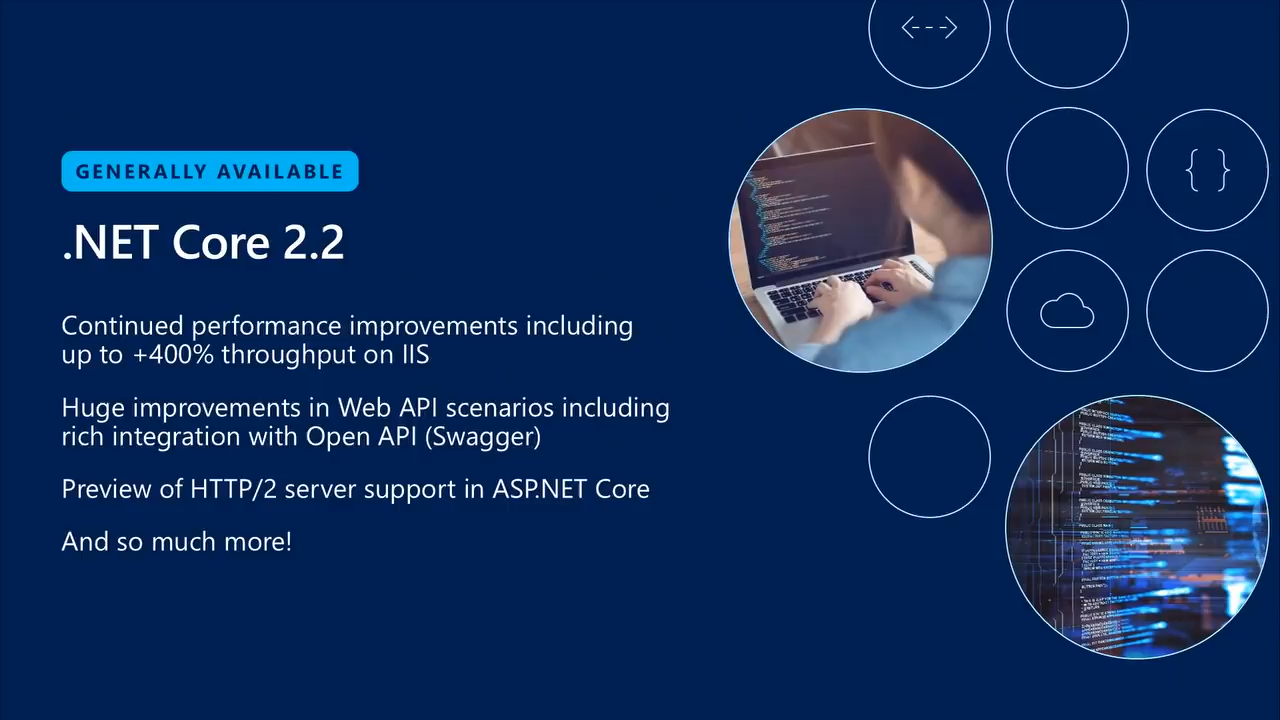 GENERALLY AVAILABLE
.NET Core 2.2
Continued performance improvements including
up to +400% throughput on IIS
Huge improvements in Web API scenarios including
rich integration with Open API (Swagger)
Preview of HTTP/2 server support in ASP.NET Core
And so much more!
{ }